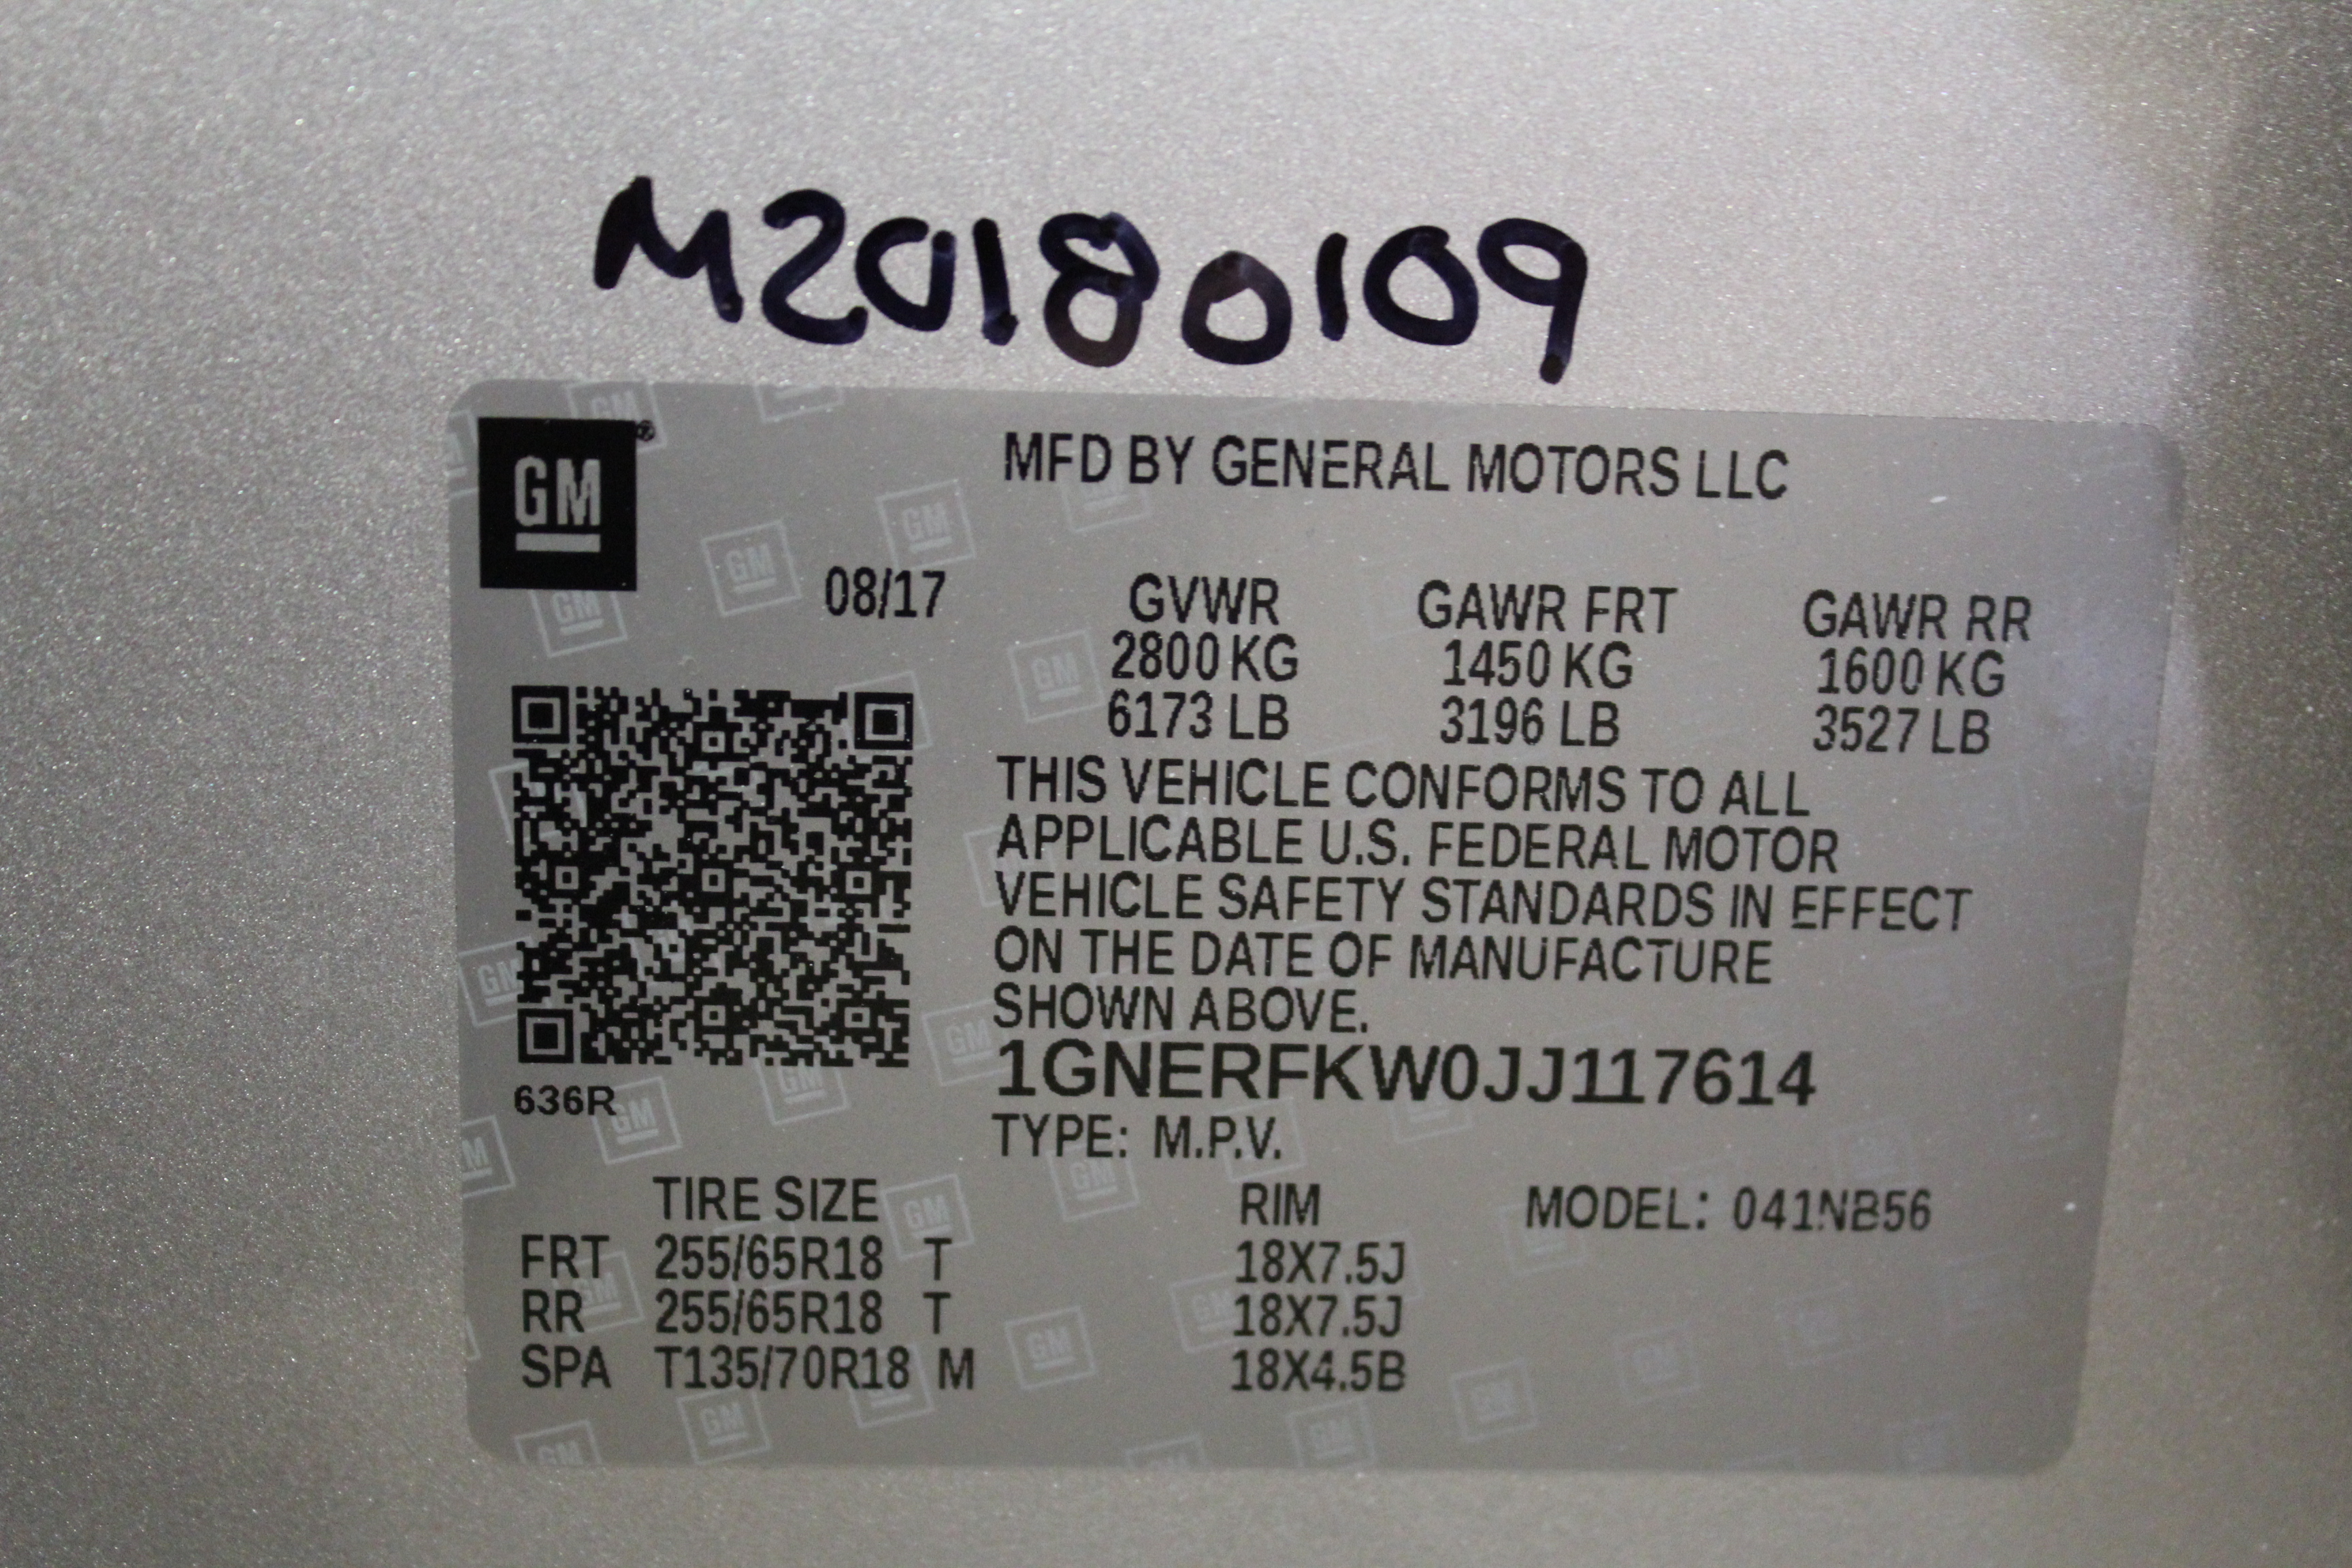 M20180109
GM®
MFD BY GENERAL MOTORS LLC
08/17
GVWR GAWR FRT GAWR RR
2800 KG 1450 KG 1600 KG
6173 LB 3196 LB 3527 LB
THIS VEHICLE CONFORMS TO ALL
APPLICABLE U.S. FEDERAL MOTOR
VEHICLE SAFETY STANDARDS IN EFFECT
ON THE DATE OF MANUFACTURE
SHOWN ABOVE.
1GNERFKW0JJ117614
636R
TYPE: M.P.V.
TIRE SIZE RIM MODEL: 041NB56
FRT 255/65R18 T 18X7.5J
RR 255/65R18 T 18X7.5J
SPA T135/70R18 M 18X4.5B